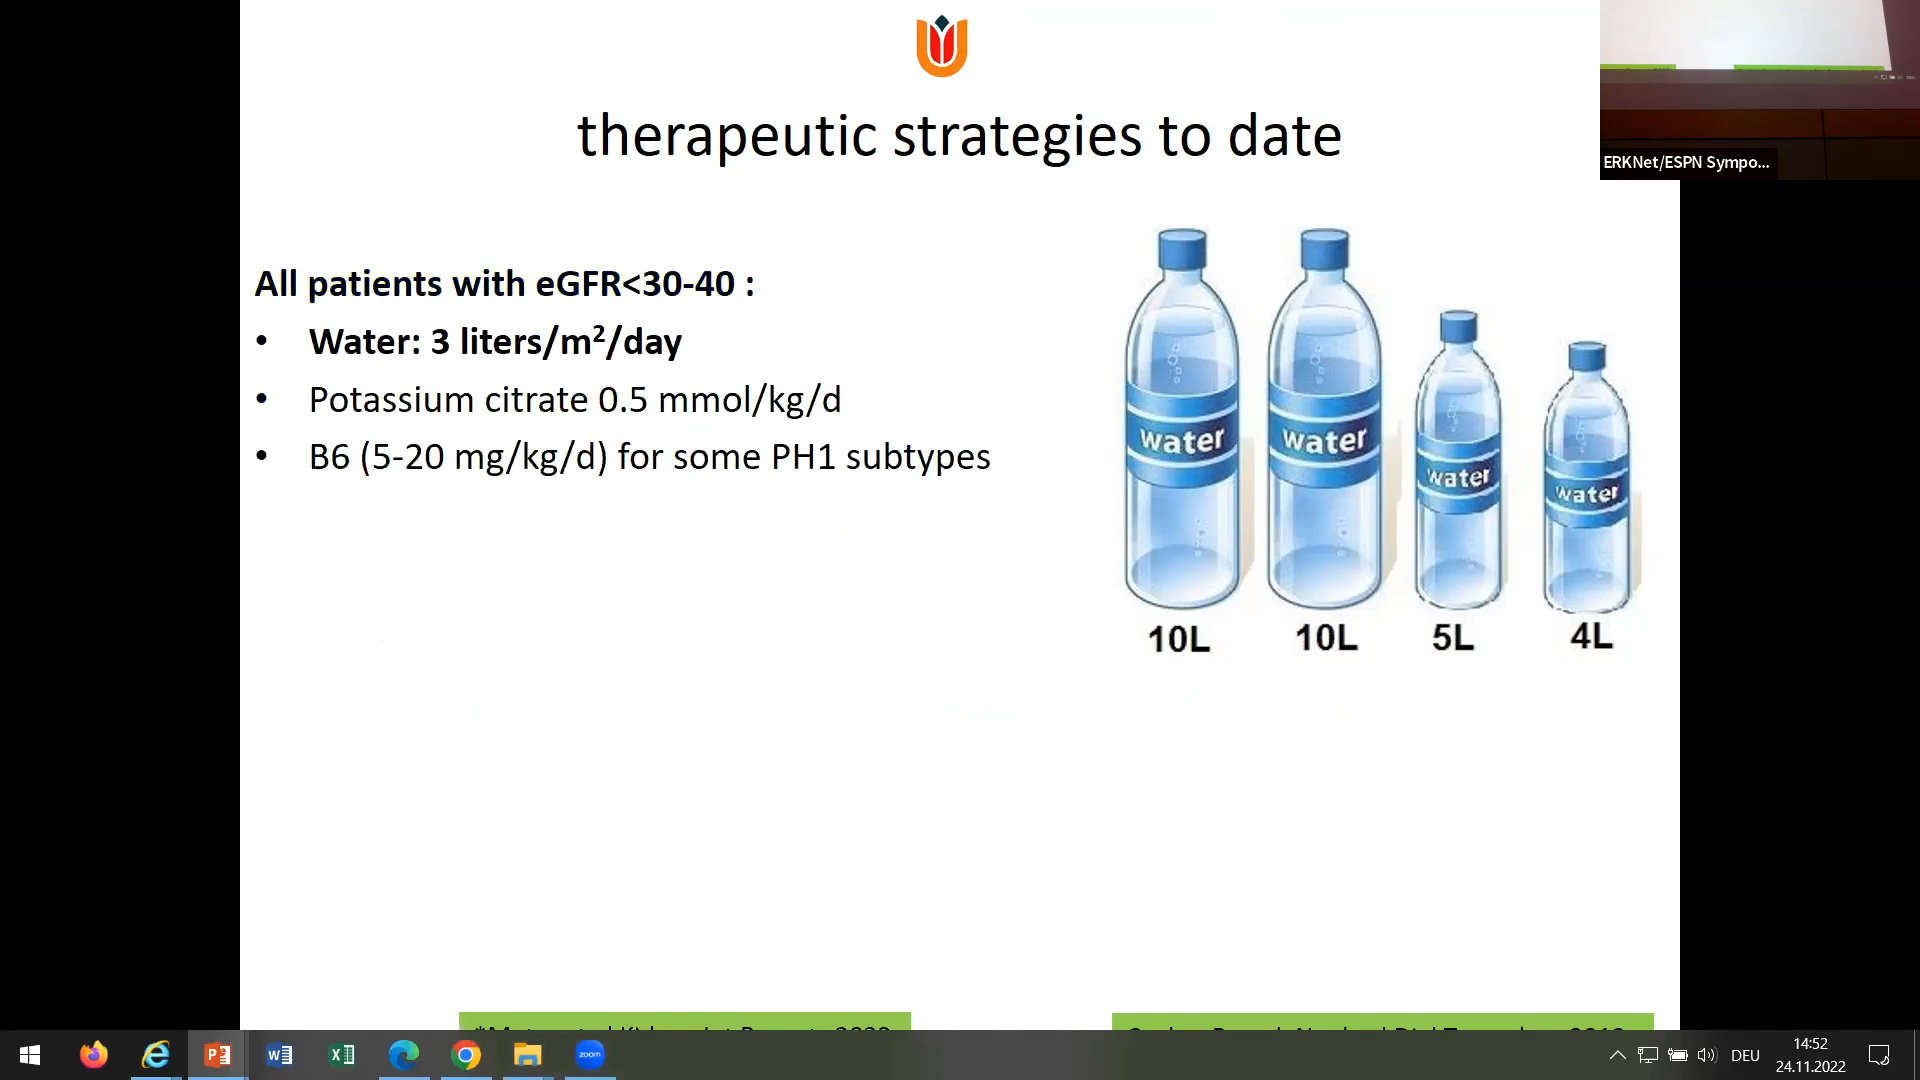 therapeutic strategies to date
ERKNet/ESPN Sympo...
All patients with eGFR<30-40 :
• Water: 3 liters/m²/day
• Potassium citrate 0.5 mmol/kg/d
• B6 (5-20 mg/kg/d) for some PH1 subtypes
water
water
water
water
10L
10L
5L
4L
zoom
DEU
14:52
24.11.2022